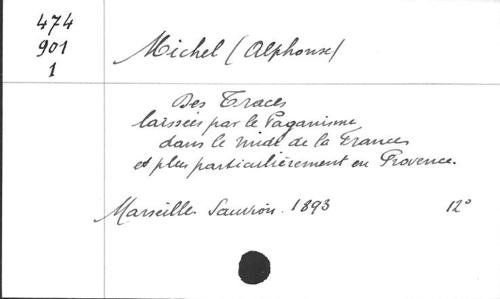 474
901
1
Michel (Alphonse)
Des Traces
laissées par le Paganisme
dans le midi de la France
et plus particulièrement en Provence.
Marseille. Sauvion. 1893 12°